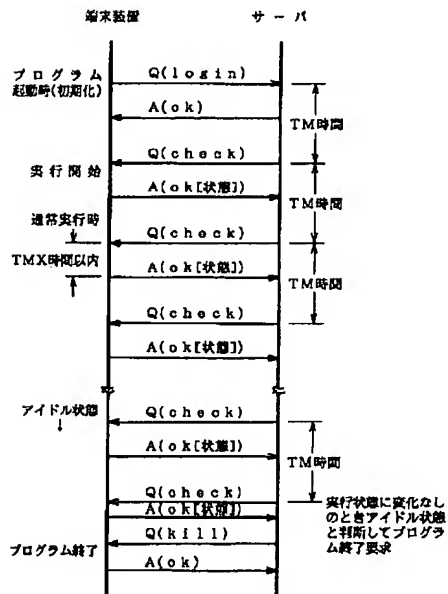 端末装置
サーバ
プログラム
起動時(初期化)
Q(login)
A(ok)
TM時間
Q(check)
実行開始
A(ok[状態])
TM時間
通常実行時
Q(check)
TMX時間以内
A(ok[状態])
TM時間
Q(check)
A(ok[状態])
アイドル状態
↓
Q(check)
A(ok[状態])
TM時間
Q(check)
A(ok[状態])
実行状態に変化なし
のときアイドル状態
と判断してプログラ
ム終了要求
Q(kill)
プログラム終了
A(ok)